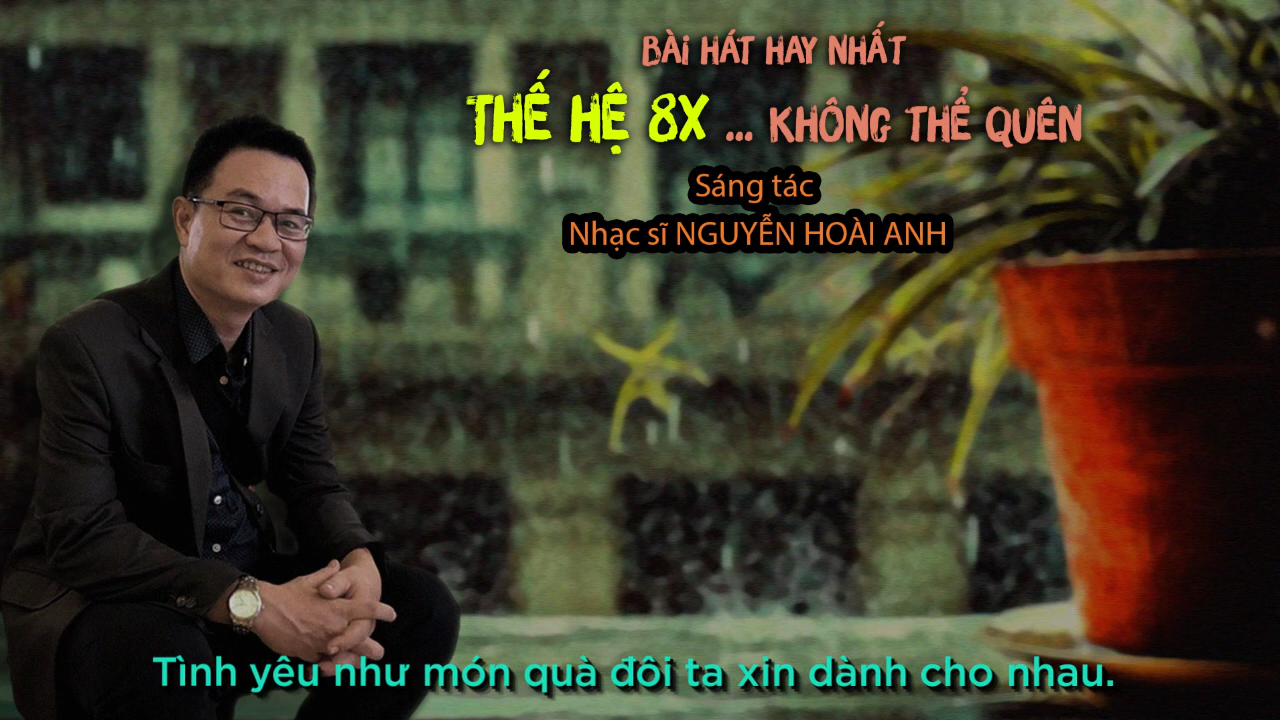 BÀI HÁT HAY NHẤT
THẾ HỆ 8X ... KHÔNG THỂ QUÊN
Sáng tác
Nhạc sĩ NGUYỄN HOÀI ANH
Tình yêu như món quà đôi ta xin dành cho nhau.